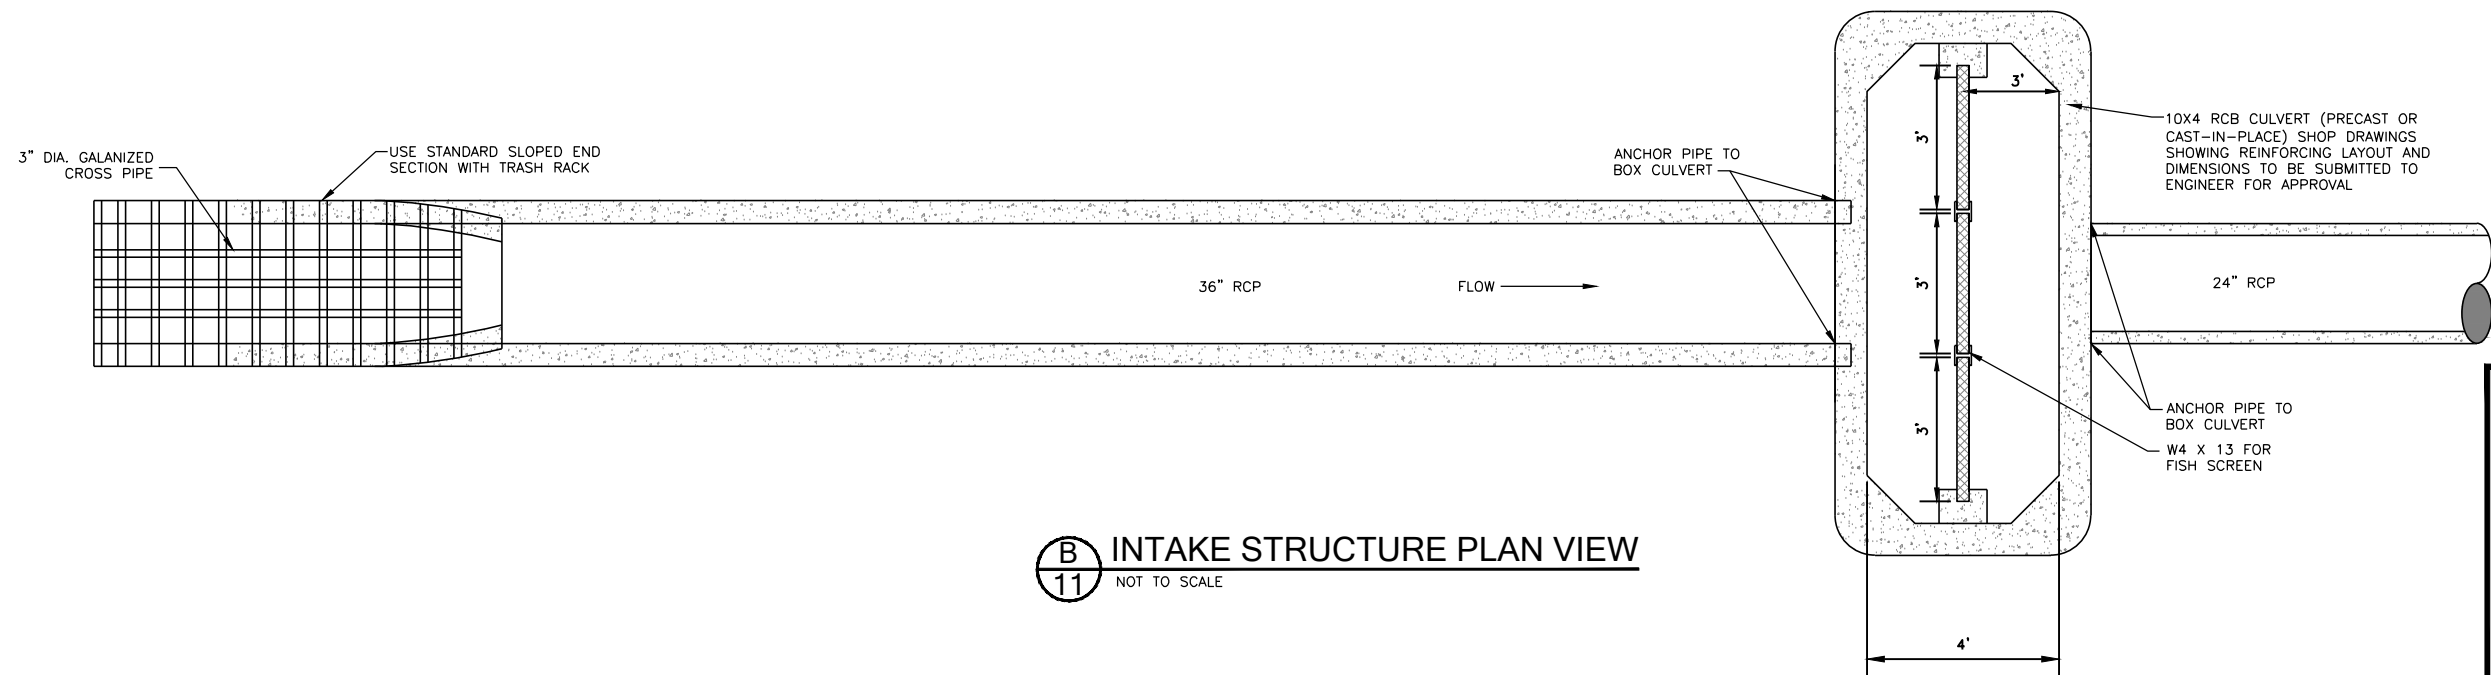 3" DIA. GALANIZED
CROSS PIPE
USE STANDARD SLOPED END
SECTION WITH TRASH RACK
36" RCP
FLOW
ANCHOR PIPE TO
BOX CULVERT
3'
3'
3'
3'
10X4 RCB CULVERT (PRECAST OR
CAST-IN-PLACE) SHOP DRAWINGS
SHOWING REINFORCING LAYOUT AND
DIMENSIONS TO BE SUBMITTED TO
ENGINEER FOR APPROVAL
24" RCP
ANCHOR PIPE TO
BOX CULVERT
W4 X 13 FOR
FISH SCREEN
4'
B
11
INTAKE STRUCTURE PLAN VIEW
NOT TO SCALE